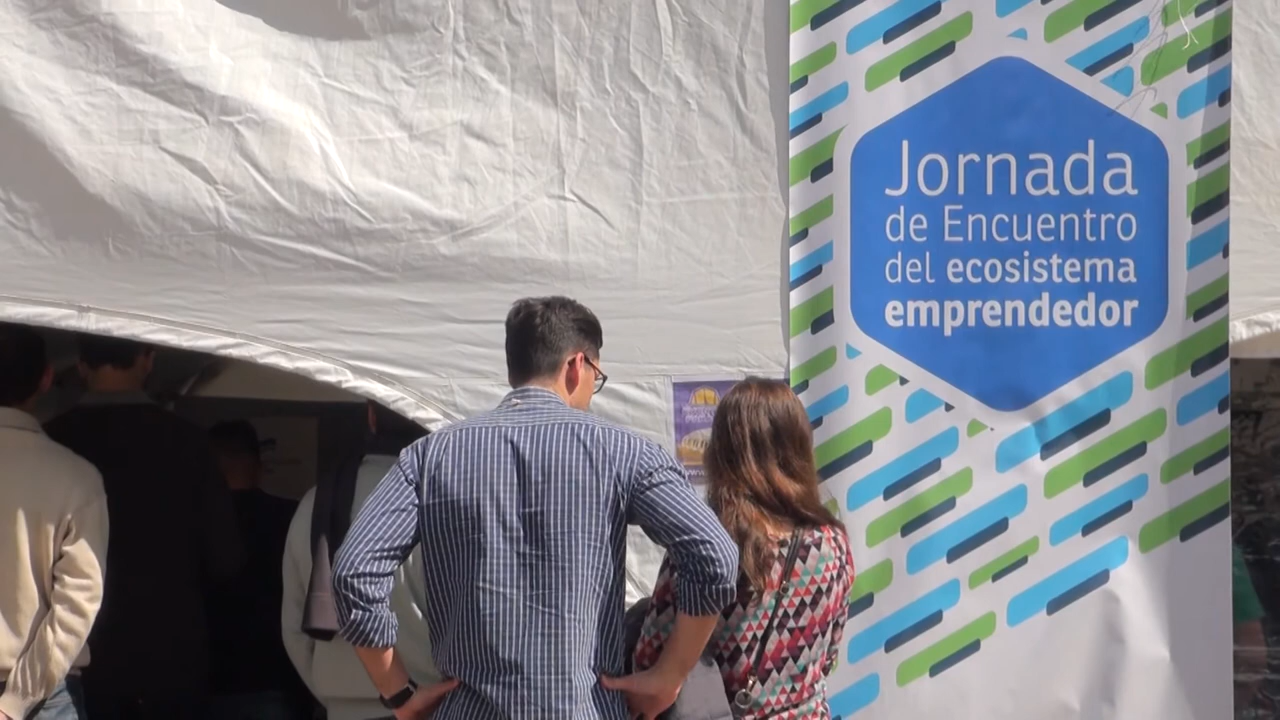 Jornada
de Encuentro
del ecosistema
emprendedor